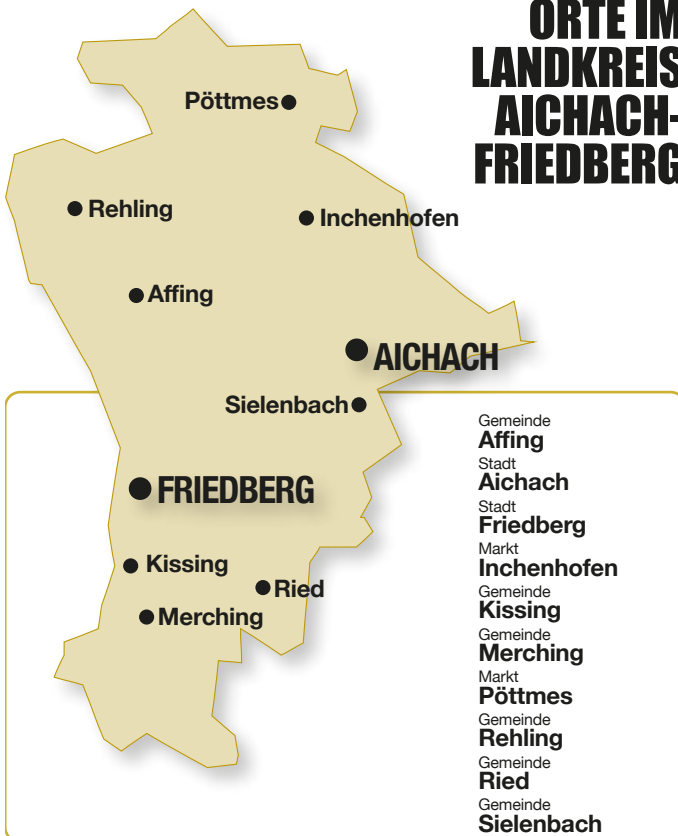 ORTE IM
LANDKREIS
AICHACH-
FRIEDBERG
Pöttmes
Rehling
Inchenhofen
Affing
AICHACH
Sielenbach
FRIEDBERG
Kissing
Ried
Merching
Gemeinde
Affing
Stadt
Aichach
Stadt
Friedberg
Markt
Inchenhofen
Gemeinde
Kissing
Gemeinde
Merching
Markt
Pöttmes
Gemeinde
Rehling
Gemeinde
Ried
Gemeinde
Sielenbach